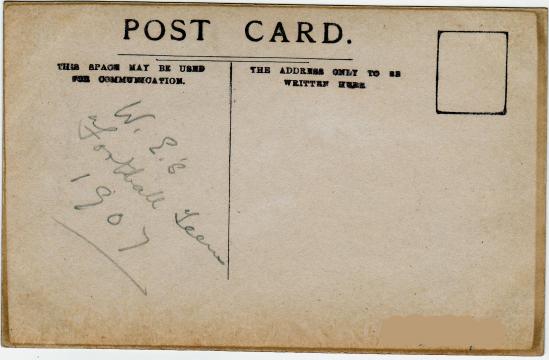 POST CARD.
THIS SPACE MAY BE USED
FOR COMMUNICATION.
THE ADDRESS ONLY TO BE
WRITTEN HERE
W. E.'s
Football Team
1907